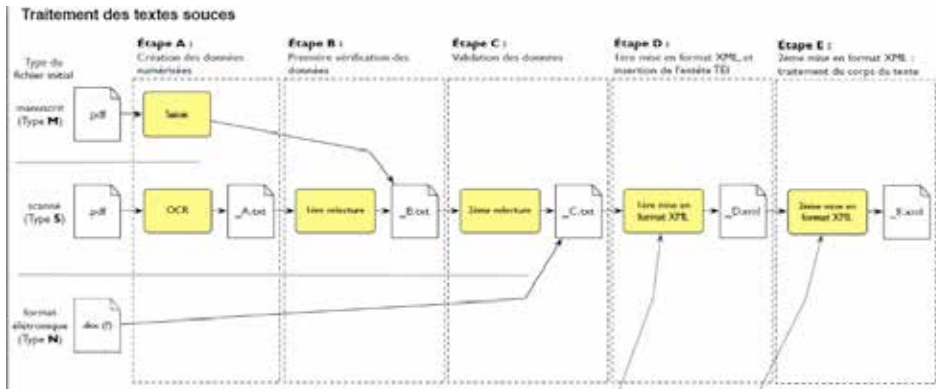 Traitement des textes souces
Étape A :
Création des données
numérisées
Étape B :
Première vérification des
données
Étape C :
Validation des données
Étape D :
1ère mise en format XML, et
insertion de l'entête TEI
Étape E :
2ème mise en format XML :
traitement du corps du texte
Type du
fichier initial
manuscrit
(Type M)
.pdf
Saisie
scanné
(Type S)
.pdf
OCR
_A.txt
1ère relecture
_B.txt
2ème relecture
_C.txt
1ère mise en
format XML
_D.xml
2ème mise en
format XML
_E.xml
format
életronique
(Type N)
.doc (?)